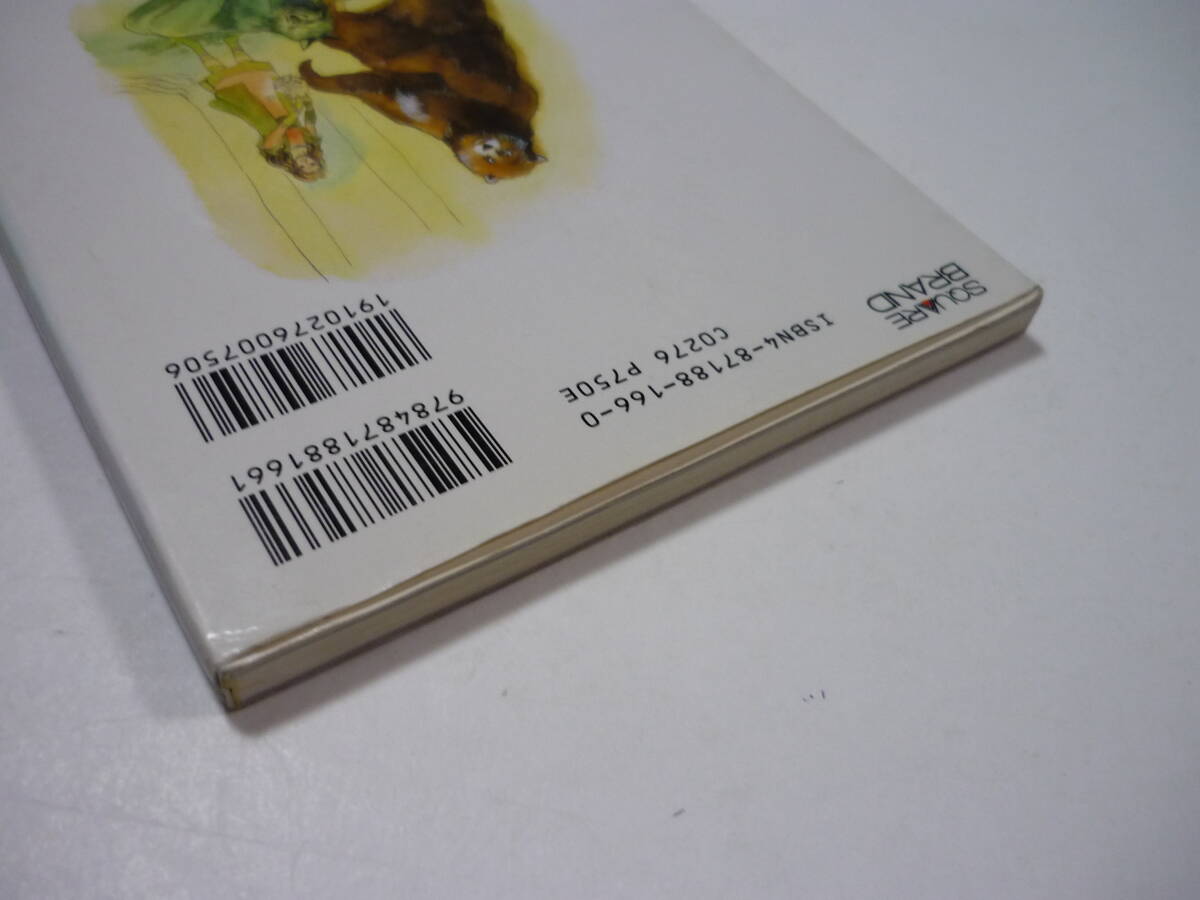 SQUARE
BRAND
ISBN4-87188-166-0
C0276 P750E
9784871881661
1910276007506